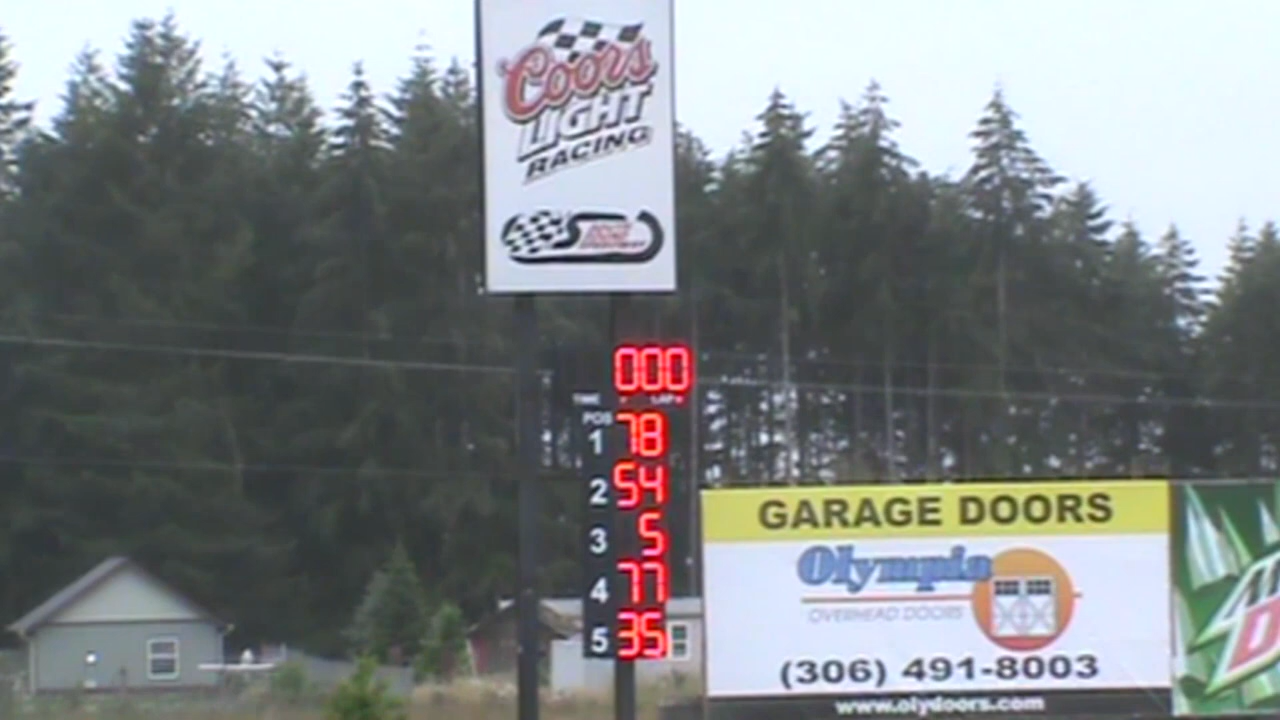 Coors
LIGHT
RACING
000
TIME LAPS
POS
1 78
2 54
3 5
4 77
5 35
GARAGE DOORS
Olympia
OVERHEAD DOORS
(306) 491-8003
www.olydoors.com